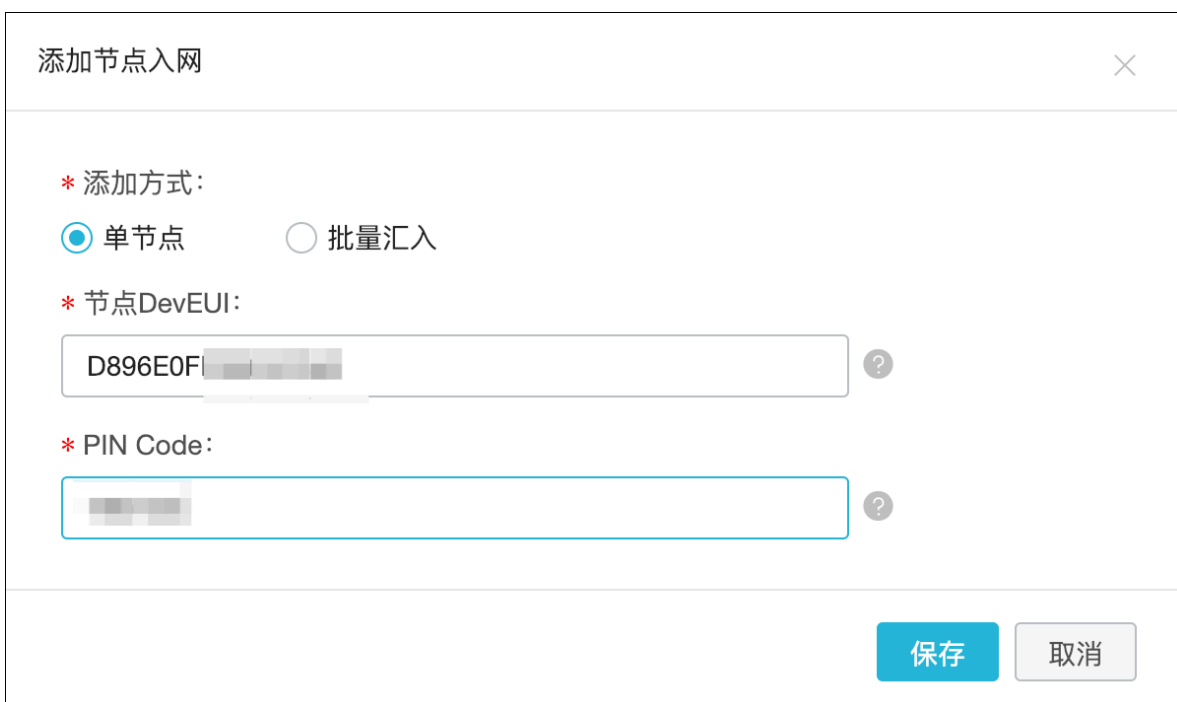 添加节点入网
* 添加方式：
单节点 批量汇入
* 节点DevEUI：
D896E0F
?
* PIN Code：
?
保存 取消